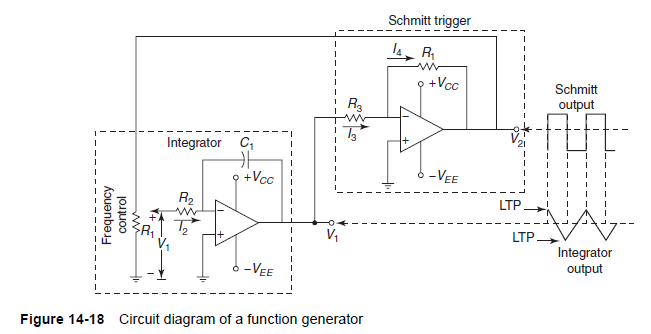 Schmitt trigger
I4
R1
+VCC
R3
I3
−
+
−VEE
V2
Schmitt
output
Integrator
C1
+VCC
R2
I2
−
+
−VEE
Frequency
control
R1
+
V1
−
V1
LTP
LTP
Integrator
output
Figure 14-18 Circuit diagram of a function generator